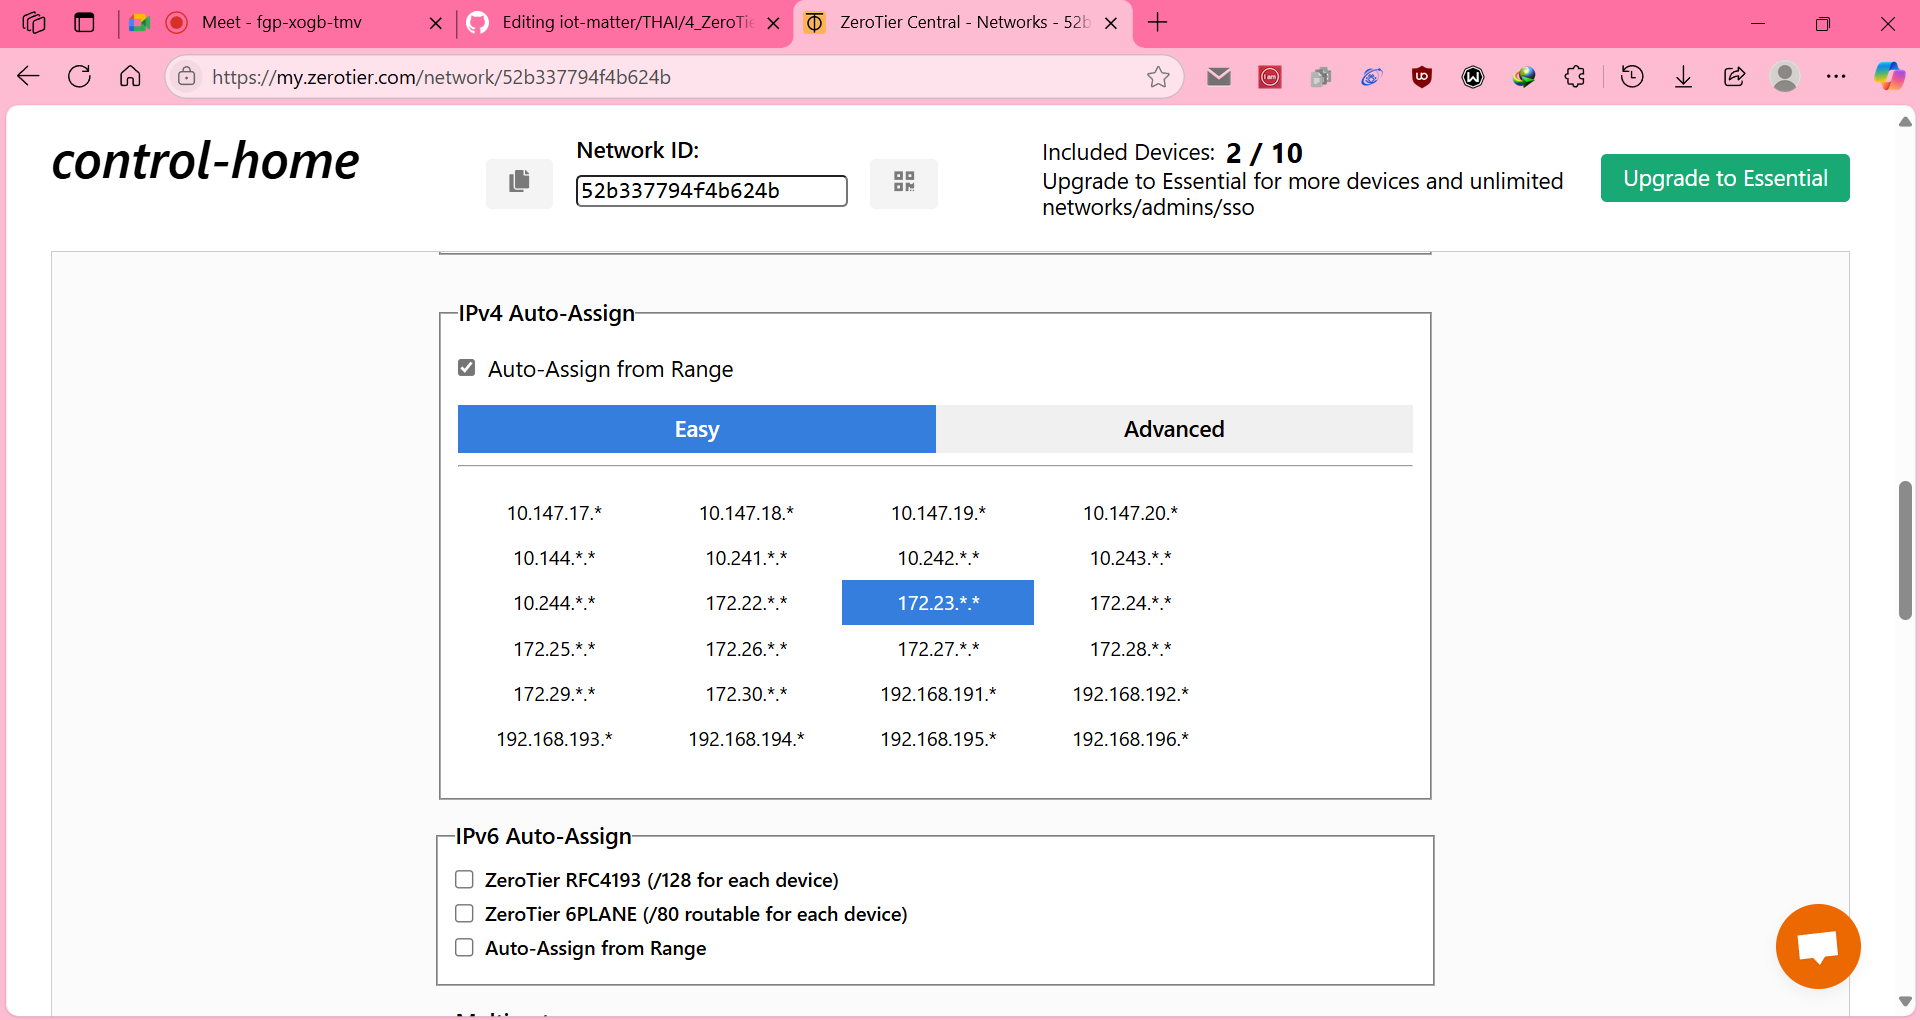 Meet - fgp-xogb-tmv
Editing iot-matter/THAI/4_ZeroTie
ZeroTier Central - Networks - 52b
https://my.zerotier.com/network/52b337794f4b624b
control-home
Network ID:
52b337794f4b624b
Included Devices: 2 / 10
Upgrade to Essential for more devices and unlimited
networks/admins/sso
Upgrade to Essential
IPv4 Auto-Assign
Auto-Assign from Range
Easy
Advanced
10.147.17.* 10.147.18.* 10.147.19.* 10.147.20.*
10.144.*.* 10.241.*.* 10.242.*.* 10.243.*.*
10.244.*.* 172.22.*.* 172.23.*.* 172.24.*.*
172.25.*.* 172.26.*.* 172.27.*.* 172.28.*.*
172.29.*.* 172.30.*.* 192.168.191.* 192.168.192.*
192.168.193.* 192.168.194.* 192.168.195.* 192.168.196.*
IPv6 Auto-Assign
ZeroTier RFC4193 (/128 for each device)
ZeroTier 6PLANE (/80 routable for each device)
Auto-Assign from Range